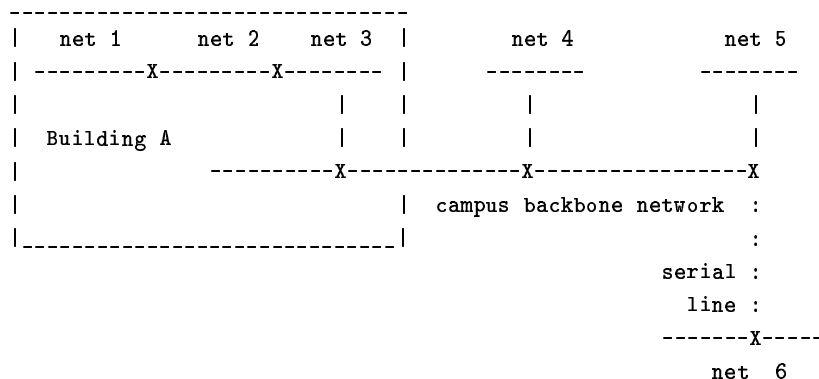 net 1 net 2 net 3 net 4 net 5
Building A
campus backbone network
serial
line
net 6